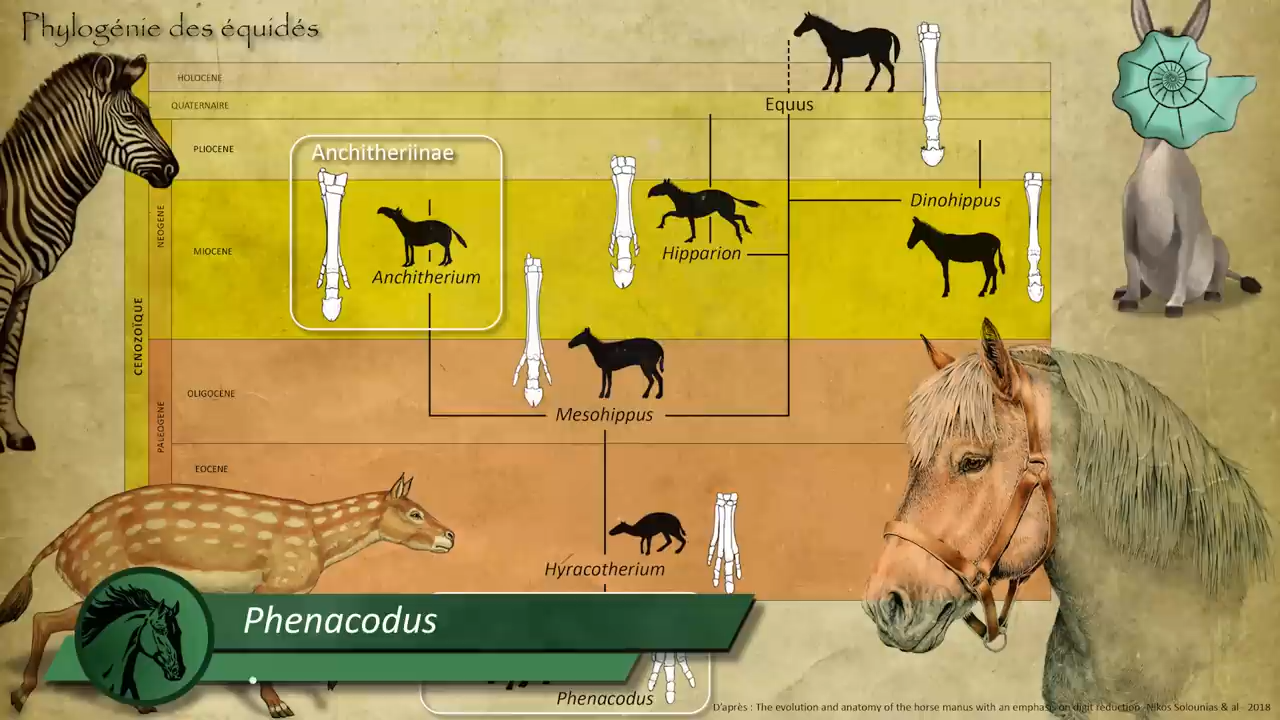 Phylogénie des équidés
HOLOCENE
QUATERNAIRE
Equus
PLIOCENE
Anchitheriinae
Dinohippus
NEOGENE
MIOCENE
Hipparion
Anchitherium
CENOZOÏQUE
OLIGOCENE
PALEOGENE
Mesohippus
EOCENE
Hyracotherium
Phenacodus
Phenacodus
D'après : The evolution and anatomy of the horse manus with an emphasis on digit reduction -Nikos Solounias & al - 2018